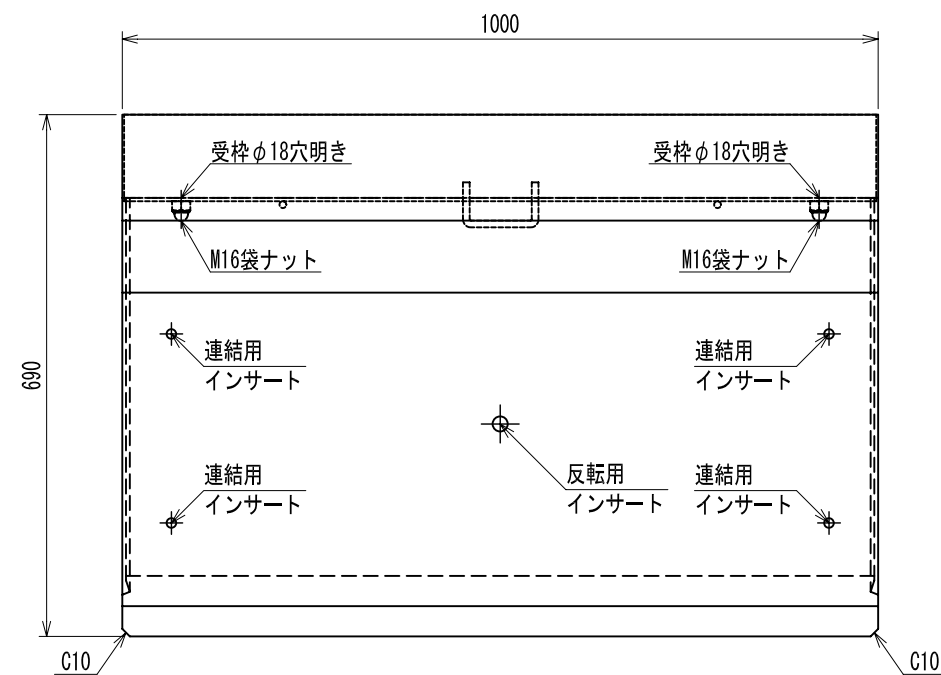 1000
受枠φ18穴明き
受枠φ18穴明き
M16袋ナット
M16袋ナット
690
連結用
インサート
連結用
インサート
反転用
インサート
連結用
インサート
連結用
インサート
C10
C10